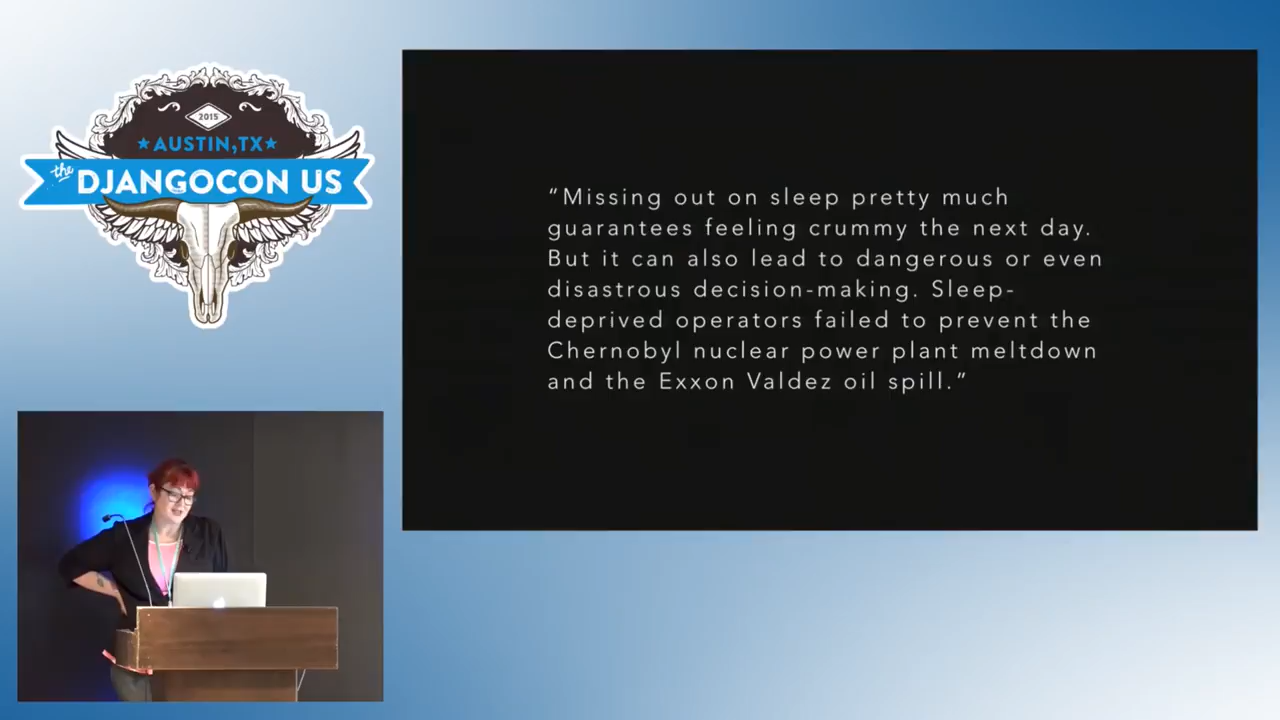 2015
AUSTIN, TX
the
DJANGOCON US
“Missing out on sleep pretty much
guarantees feeling crummy the next day.
But it can also lead to dangerous or even
disastrous decision-making. Sleep-
deprived operators failed to prevent the
Chernobyl nuclear power plant meltdown
and the Exxon Valdez oil spill.”